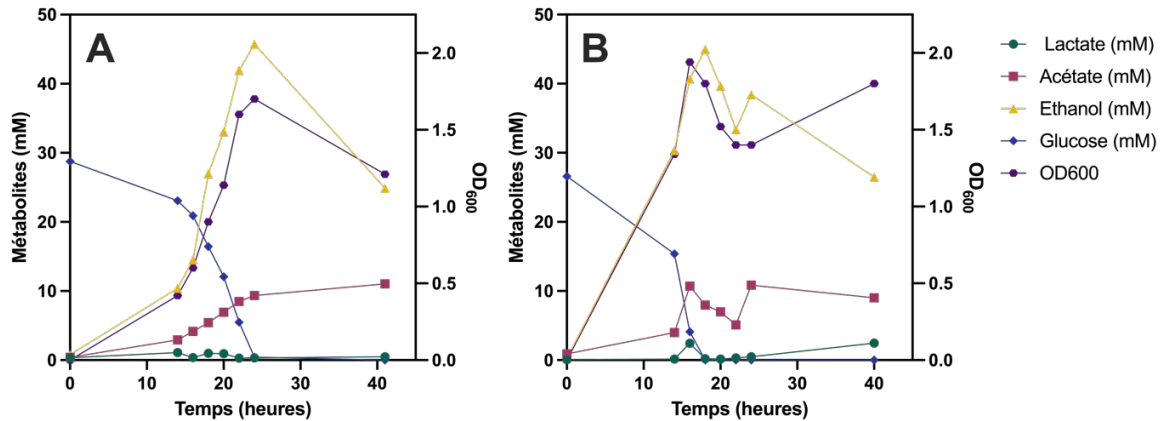 A
Métabolites (mM)
50
40
30
20
10
0
2.0
1.5
1.0
0.5
0.0
OD600
0 10 20 30 40
Temps (heures)
B
Métabolites (mM)
50
40
30
20
10
0
2.0
1.5
1.0
0.5
0.0
OD600
0 10 20 30 40
Temps (heures)
Lactate (mM)
Acétate (mM)
Ethanol (mM)
Glucose (mM)
OD600